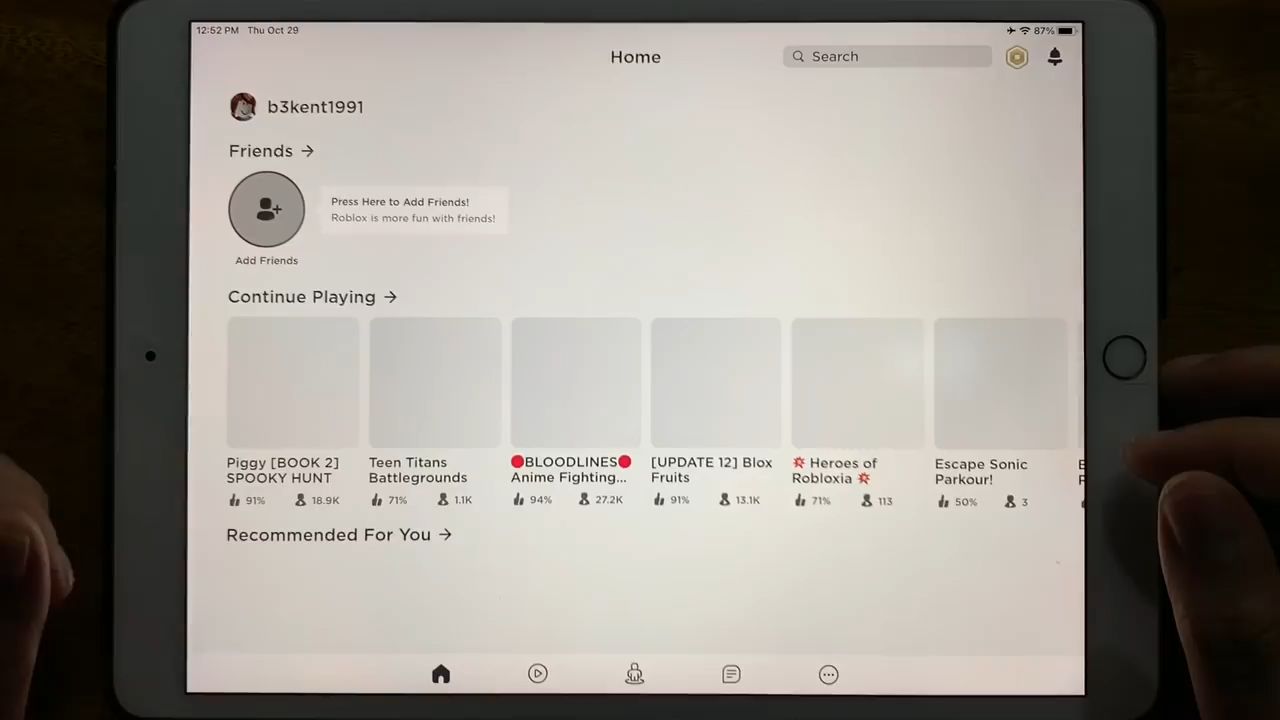 12:52 PM Thu Oct 29
87%
Home
Search
b3kent1991
Friends →
Press Here to Add Friends!
Roblox is more fun with friends!
Add Friends
Continue Playing →
Piggy [BOOK 2]
SPOOKY HUNT
91% 18.9K
Teen Titans
Battlegrounds
71% 1.1K
🔴BLOODLINES🔴
Anime Fighting...
94% 27.2K
[UPDATE 12] Blox
Fruits
91% 13.1K
💥 Heroes of
Robloxia 💥
71% 113
Escape Sonic
Parkour!
50% 3
Recommended For You →